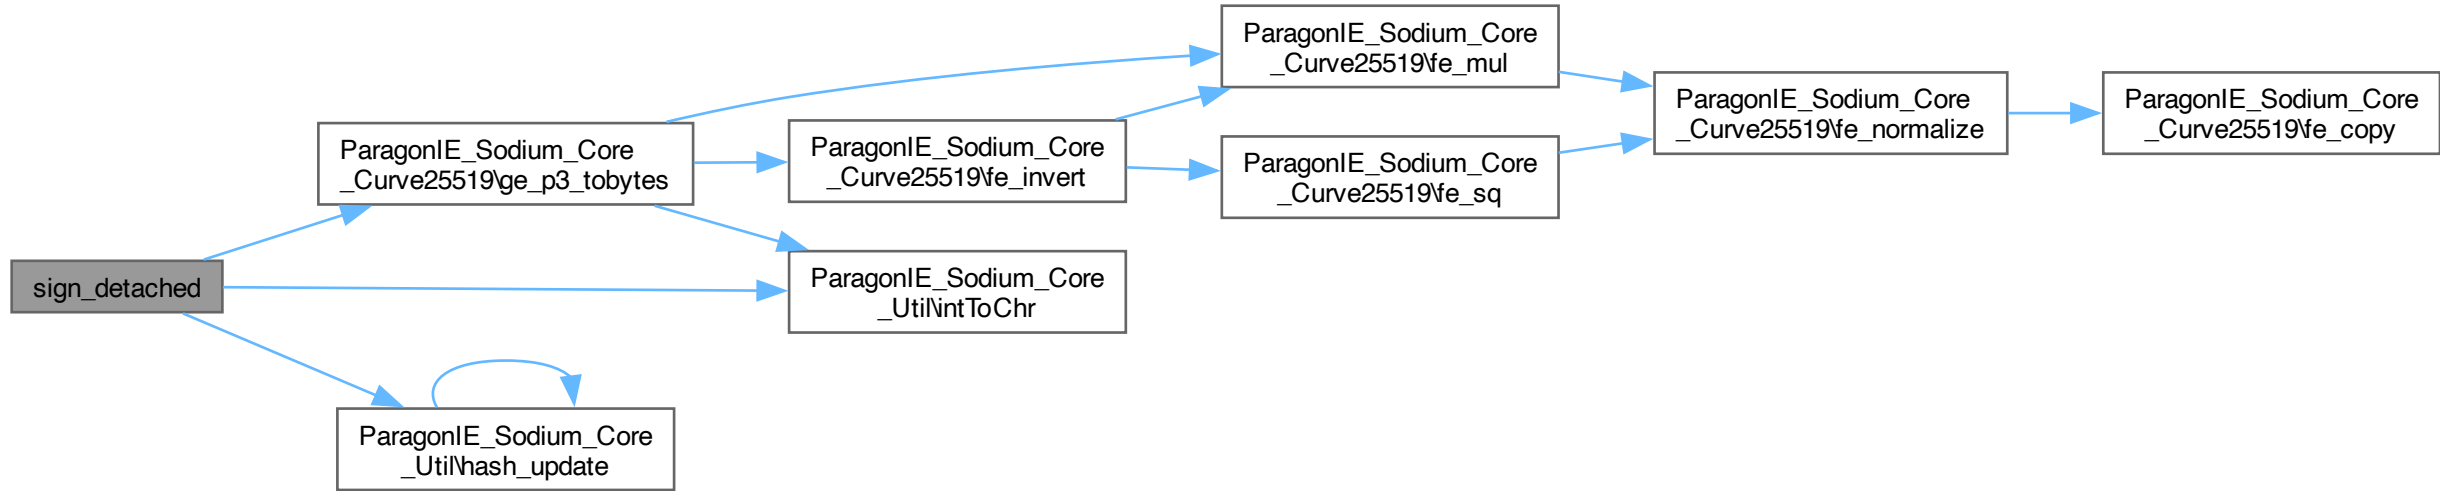 sign_detached
ParagonIE_Sodium_Core
_Curve25519\ge_p3_tobytes
ParagonIE_Sodium_Core
_Util\hash_update
ParagonIE_Sodium_Core
_Curve25519\fe_invert
ParagonIE_Sodium_Core
_Util\intToChr
ParagonIE_Sodium_Core
_Curve25519\fe_mul
ParagonIE_Sodium_Core
_Curve25519\fe_sq
ParagonIE_Sodium_Core
_Curve25519\fe_normalize
ParagonIE_Sodium_Core
_Curve25519\fe_copy